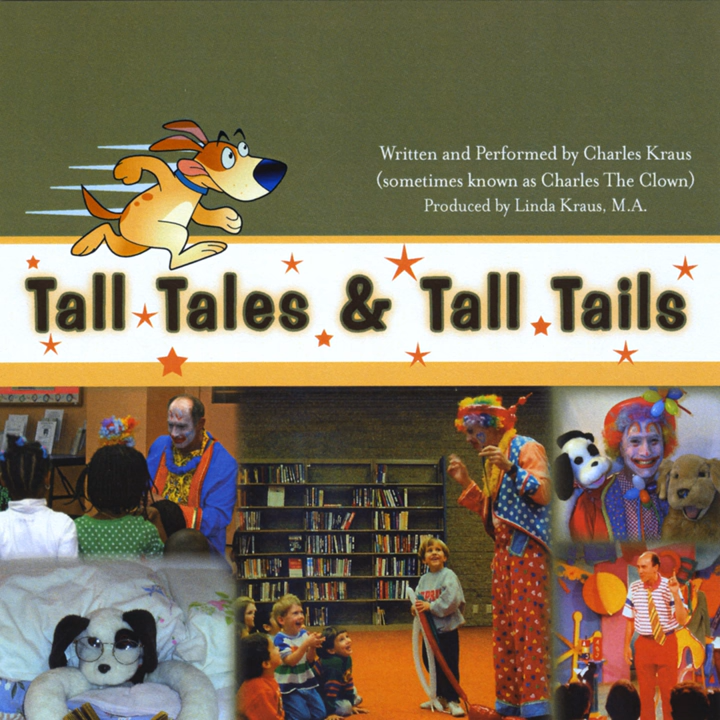 Written and Performed by Charles Kraus
(sometimes known as Charles The Clown)
Produced by Linda Kraus, M.A.
Tall Tales & Tall Tails